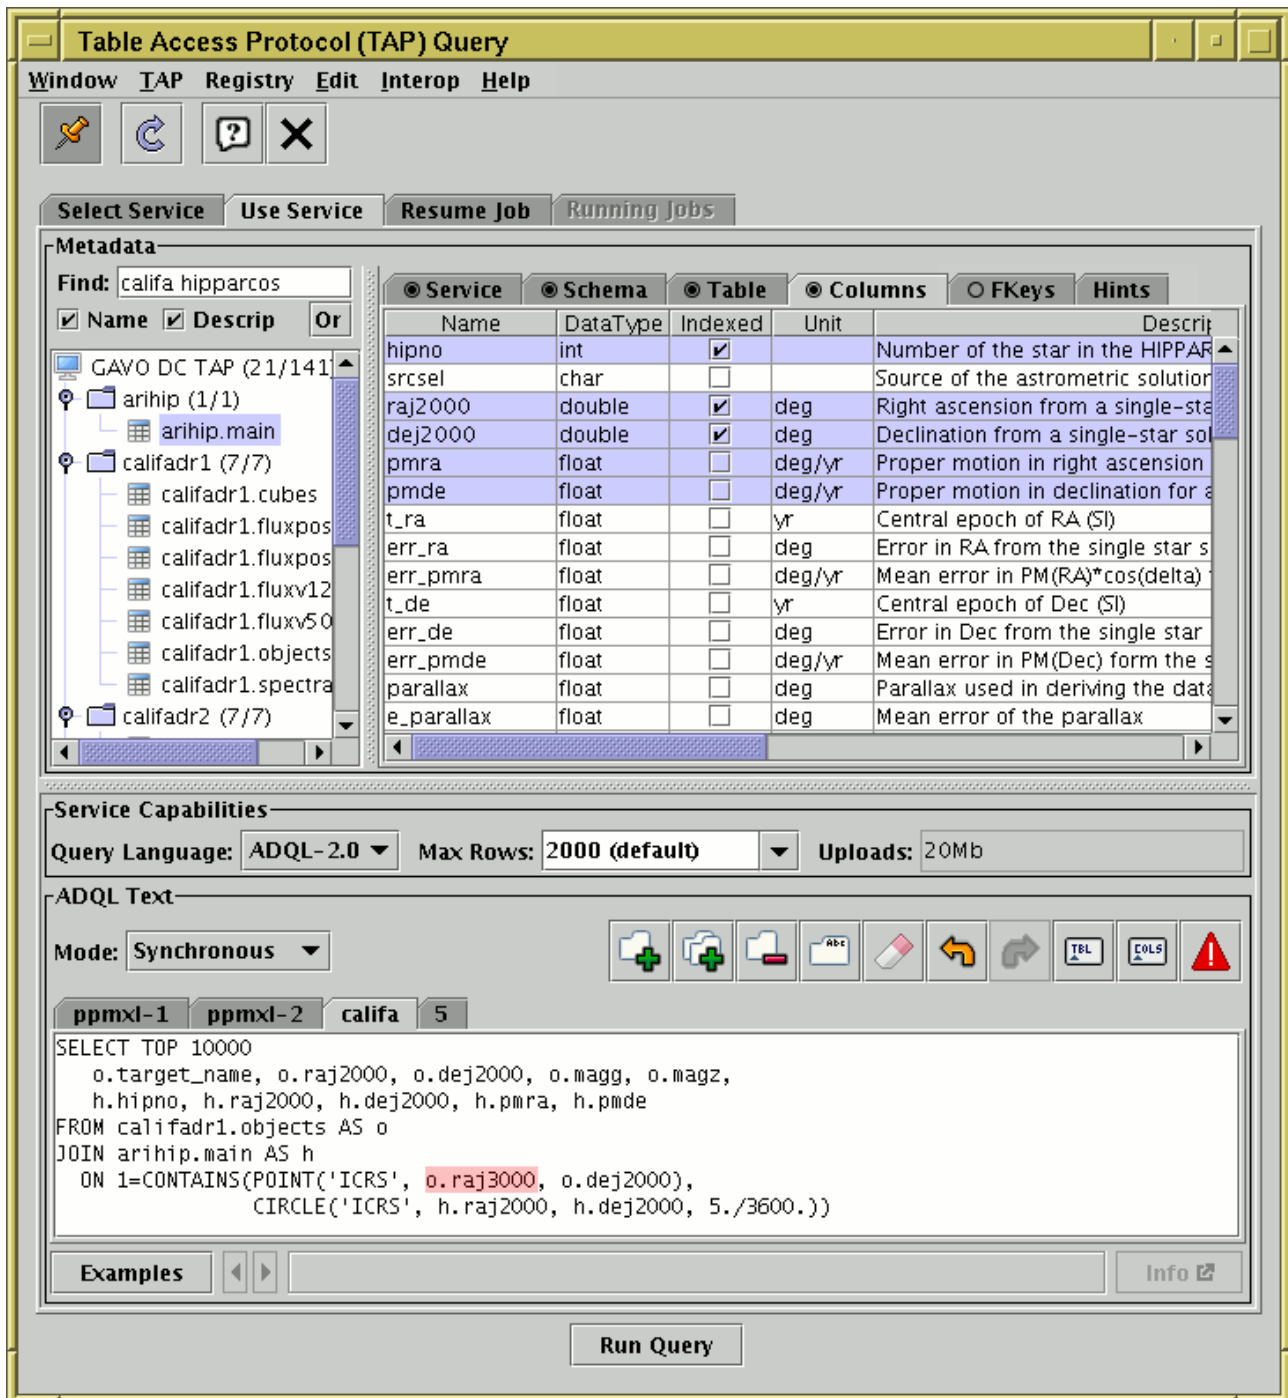 Table Access Protocol (TAP) Query
Window TAP Registry Edit Interop Help
Select Service Use Service Resume Job Running Jobs
Metadata
Find: califa hipparcos
Name Descrip Or
GAVO DC TAP (21/141)
arihip (1/1)
arihip.main
califadr1 (7/7)
califadr1.cubes
califadr1.fluxpos
califadr1.fluxpos
califadr1.fluxv12
califadr1.fluxv50
califadr1.objects
califadr1.spectra
califadr2 (7/7)
Service Schema Table Columns FKeys Hints
Name DataType Indexed Unit Descrip
hipno int Number of the star in the HIPPAR
srcsel char Source of the astrometric solution
raj2000 double deg Right ascension from a single-sta
dej2000 double deg Declination from a single-star sol
pmra float deg/yr Proper motion in right ascension
pmde float deg/yr Proper motion in declination for a
t_ra float yr Central epoch of RA (SI)
err_ra float deg Error in RA from the single star s
err_pmra float deg/yr Mean error in PM(RA)*cos(delta)
t_de float yr Central epoch of Dec (SI)
err_de float deg Error in Dec from the single star
err_pmde float deg/yr Mean error in PM(Dec) form the s
parallax float deg Parallax used in deriving the data
e_parallax float deg Mean error of the parallax
Service Capabilities
Query Language: ADQL-2.0 Max Rows: 2000 (default) Uploads: 20Mb
ADQL Text
Mode: Synchronous Abc TBL COLS
ppmxl-1 ppmxl-2 califa 5
SELECT TOP 10000
o.target_name, o.raj2000, o.dej2000, o.magg, o.magz,
h.hipno, h.raj2000, h.dej2000, h.pmra, h.pmde
FROM califadr1.objects AS o
JOIN arihip.main AS h
ON 1=CONTAINS(POINT('ICRS', o.raj3000, o.dej2000),
CIRCLE('ICRS', h.raj2000, h.dej2000, 5./3600.))
Examples Info
Run Query